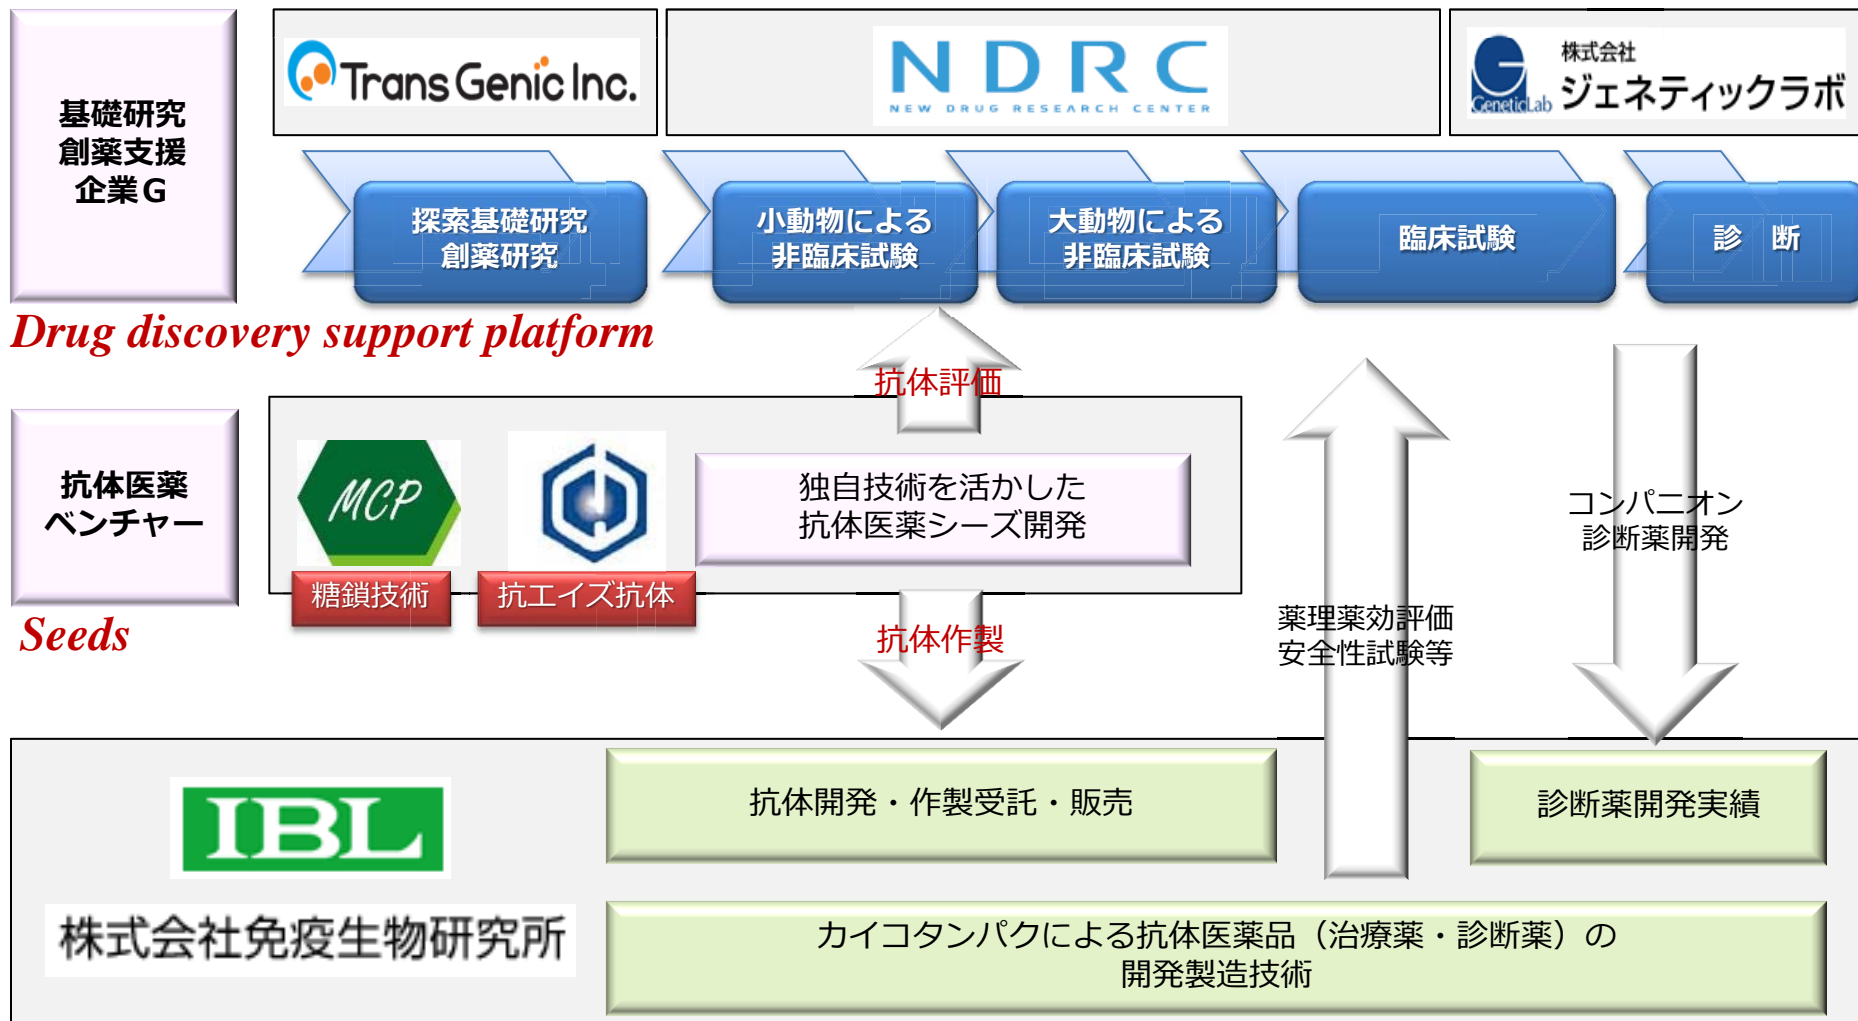 基礎研究
創薬支援
企業G
Trans Genic Inc.
NDRC
NEW DRUG RESEARCH CENTER
GeneticLab
株式会社
ジェネティックラボ
探索基礎研究
創薬研究
小動物による
非臨床試験
大動物による
非臨床試験
臨床試験
診 断
Drug discovery support platform
抗体評価
抗体医薬
ベンチャー
MCP
独自技術を活かした
抗体医薬シーズ開発
糖鎖技術
抗エイズ抗体
Seeds
抗体作製
薬理薬効評価
安全性試験等
コンパニオン
診断薬開発
IBL
株式会社免疫生物研究所
抗体開発・作製受託・販売
診断薬開発実績
カイコタンパクによる抗体医薬品（治療薬・診断薬）の
開発製造技術